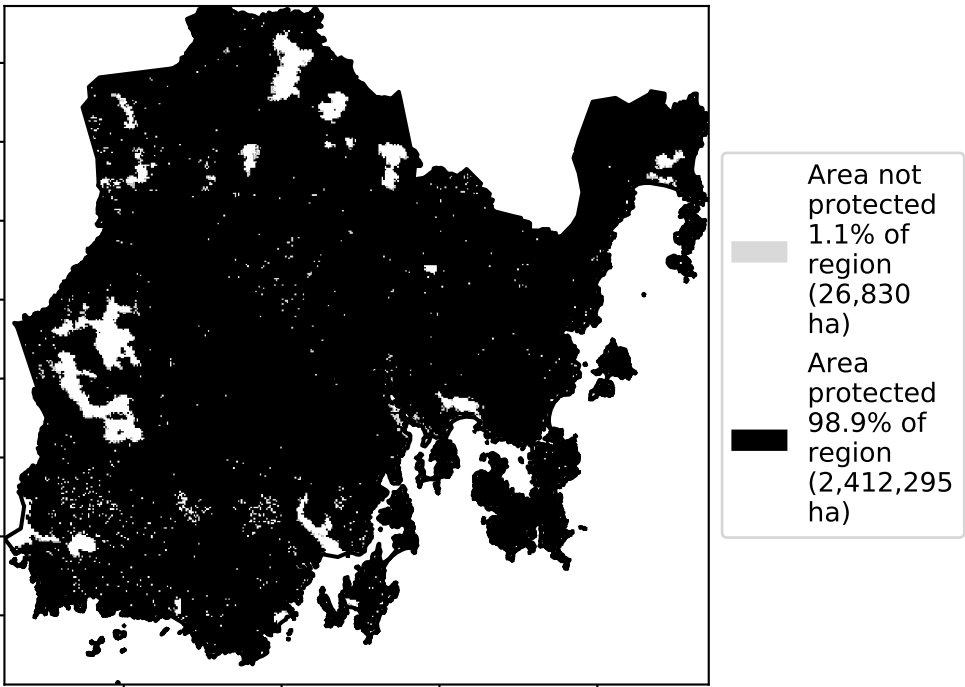 Area not
protected
1.1% of
region
(26,830
ha)
Area
protected
98.9% of
region
(2,412,295
ha)